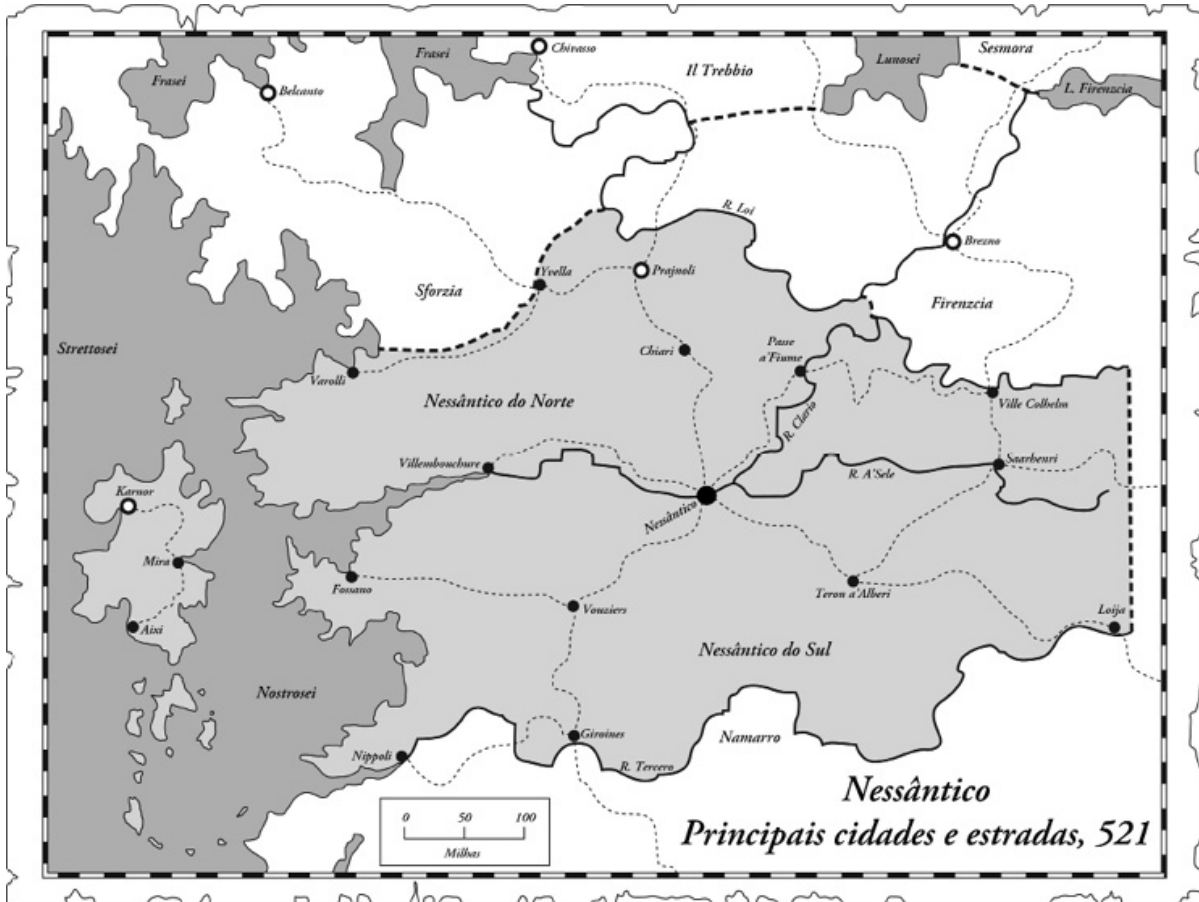 Chivasso
Frasei
Il Trebbio
Lunosei
Sesmora
Frasei
Belcanto
L. Firenzcia
R. Loi
Brezno
Yvella
Prajnoli
Sforzia
Firenzcia
Strettosei
Chiari
Passe
a'Fiume
Varolli
Nessântico do Norte
R. Clario
Ville Colhelm
Villembouchure
R. A'Sele
Saarhenri
Karnor
Nessântico
Mira
Fossano
Vouziers
Teron a'Alberi
Aixi
Loija
Nessântico do Sul
Nostrosei
Giroines
Namarro
Nippoli
R. Tercero
0 50 100
Milhas
Nessântico
Principais cidades e estradas, 521